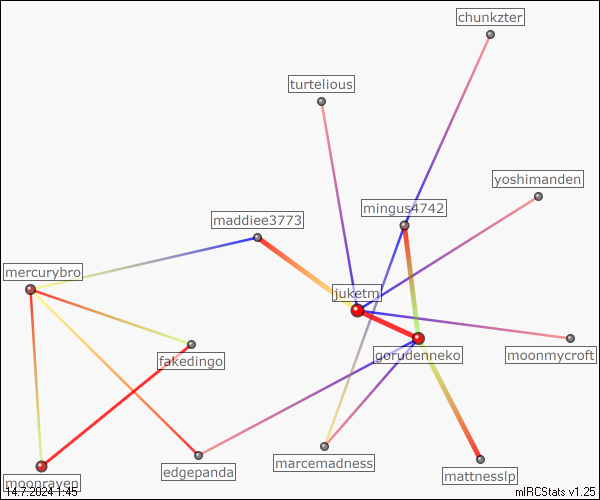 chunkzter
turtelious
yoshimanden
mingus4742
maddiee3773
mercurybro
juketm
gorudenneko
moonmycroft
fakedingo
marcemadness
edgepanda
mattnesslp
moonraven
14.7.2024 1:45
mIRCStats v1.25